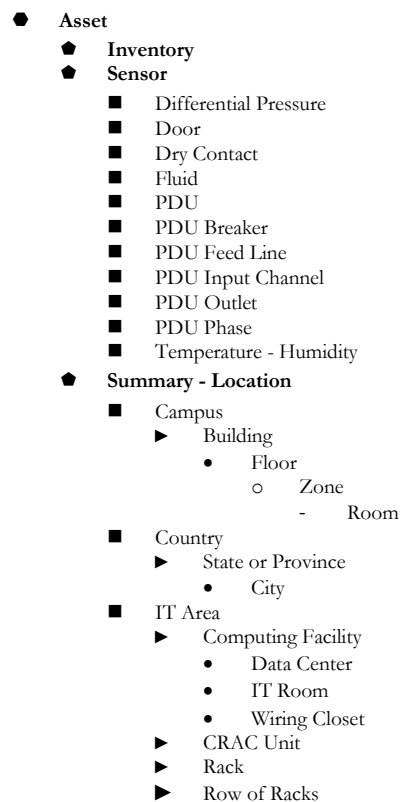 ⬢ Asset
⬟ Inventory
⬟ Sensor
■ Differential Pressure
■ Door
■ Dry Contact
■ Fluid
■ PDU
■ PDU Breaker
■ PDU Feed Line
■ PDU Input Channel
■ PDU Outlet
■ PDU Phase
■ Temperature - Humidity
⬟ Summary - Location
■ Campus
► Building
• Floor
o Zone
- Room
■ Country
► State or Province
• City
■ IT Area
► Computing Facility
• Data Center
• IT Room
• Wiring Closet
► CRAC Unit
► Rack
► Row of Racks